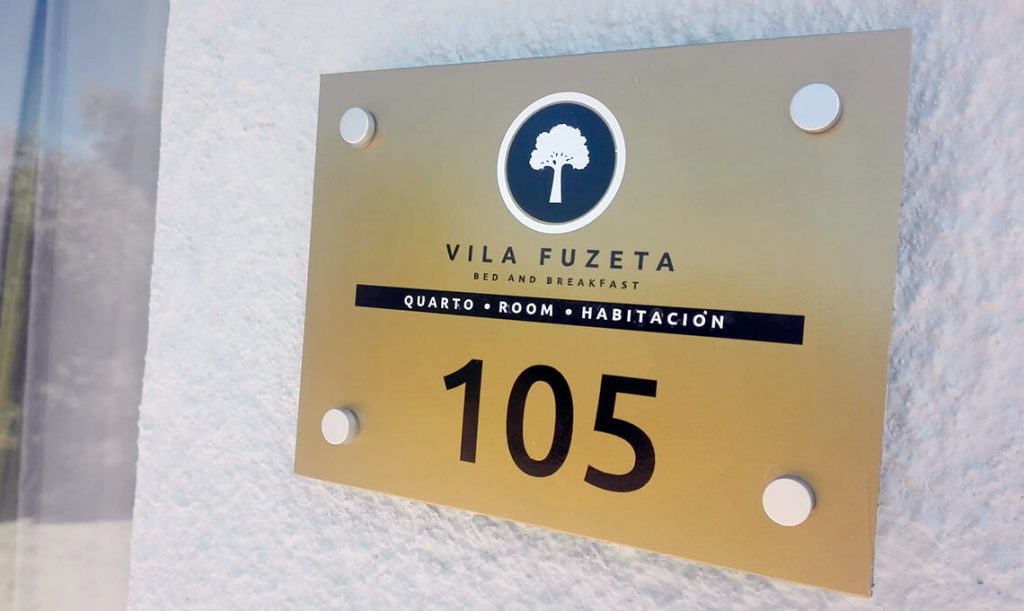 VILA FUZETA
BED AND BREAKFAST
QUARTO • ROOM • HABITACIÓN
105